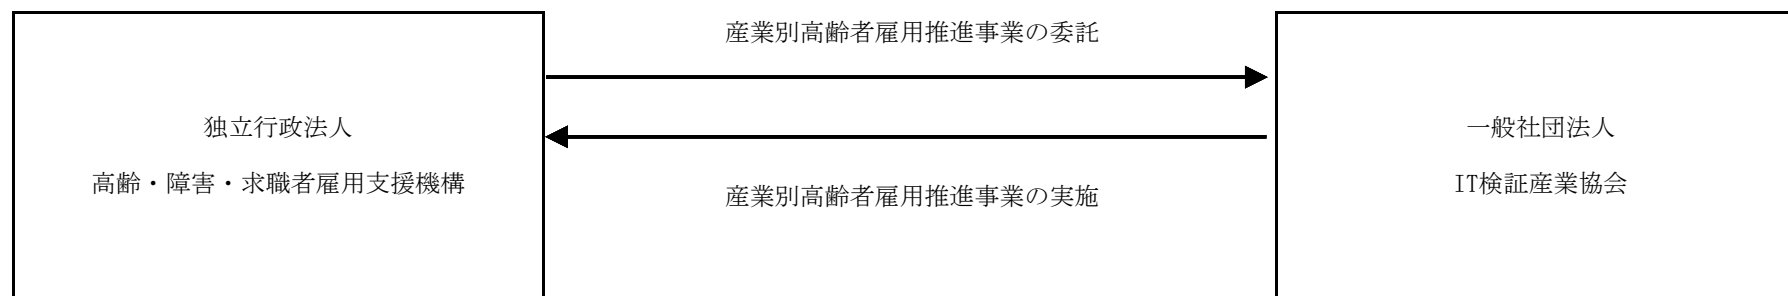 産業別高齢者雇用推進事業の委託
独立行政法人
高齢・障害・求職者雇用支援機構
一般社団法人
IT検証産業協会
産業別高齢者雇用推進事業の実施